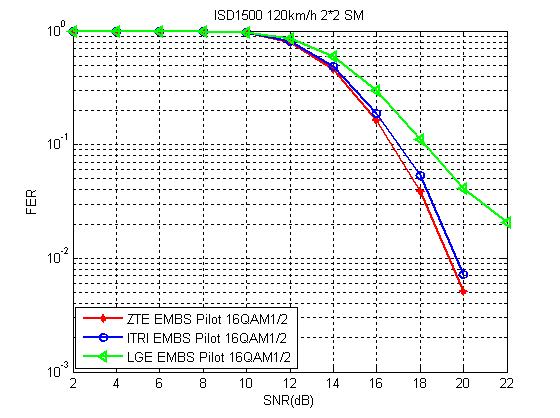 ISD1500 120km/h 2*2 SM
10^0
10^-1
10^-2
10^-3
FER
ZTE EMBS Pilot 16QAM1/2
ITRI EMBS Pilot 16QAM1/2
LGE EMBS Pilot 16QAM1/2
2 4 6 8 10 12 14 16 18 20 22
SNR(dB)